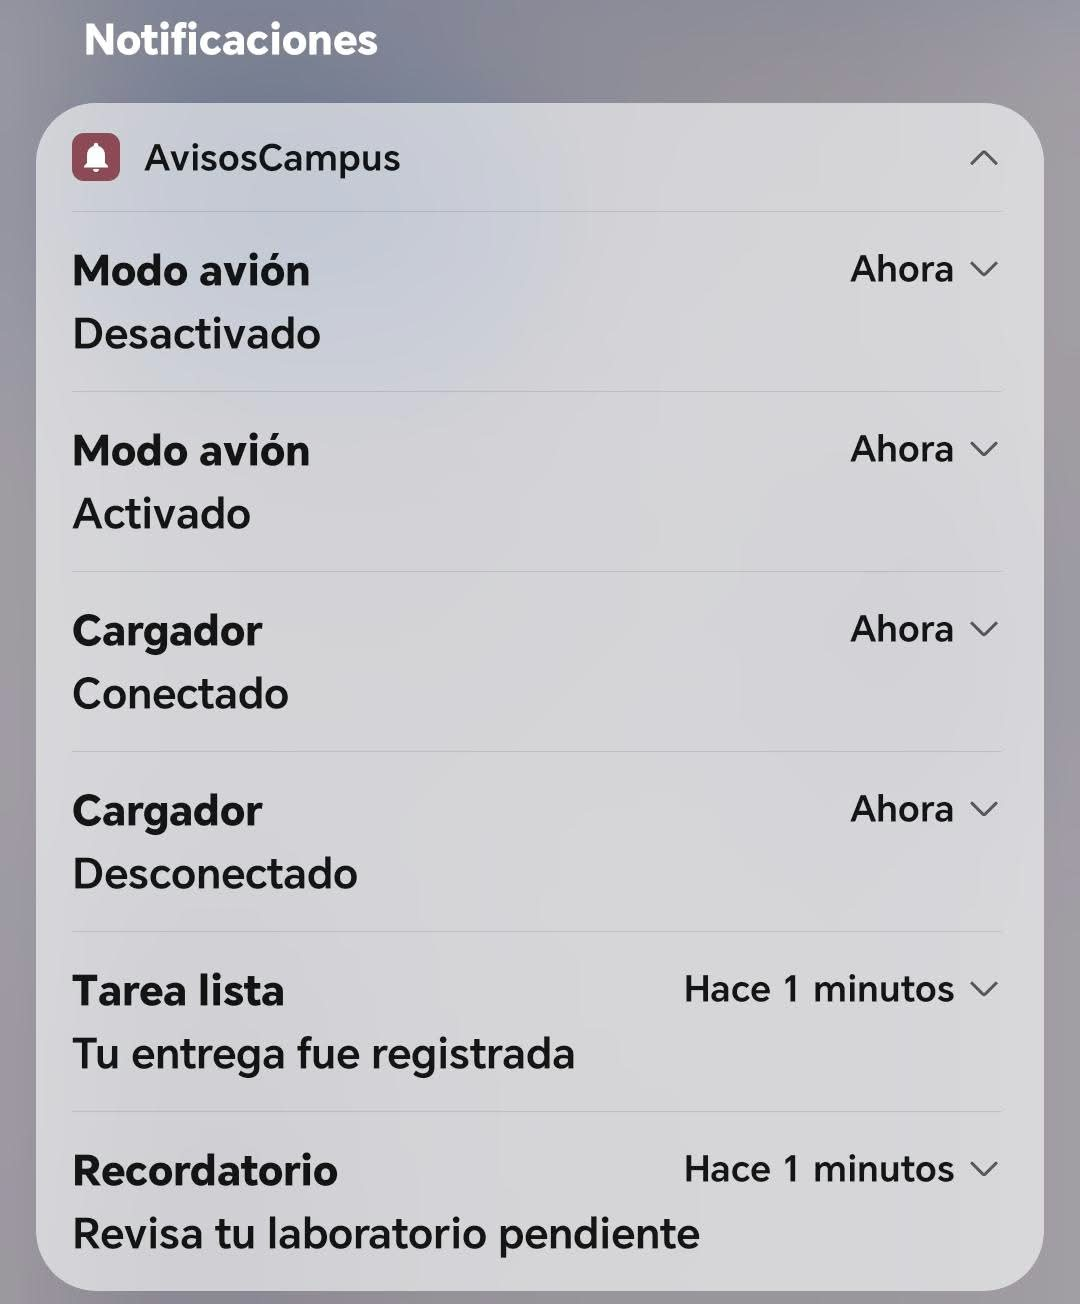 Notificaciones
AvisosCampus
Modo avión
Ahora
Desactivado
Modo avión
Ahora
Activado
Cargador
Ahora
Conectado
Cargador
Ahora
Desconectado
Tarea lista
Hace 1 minutos
Tu entrega fue registrada
Recordatorio
Hace 1 minutos
Revisa tu laboratorio pendiente